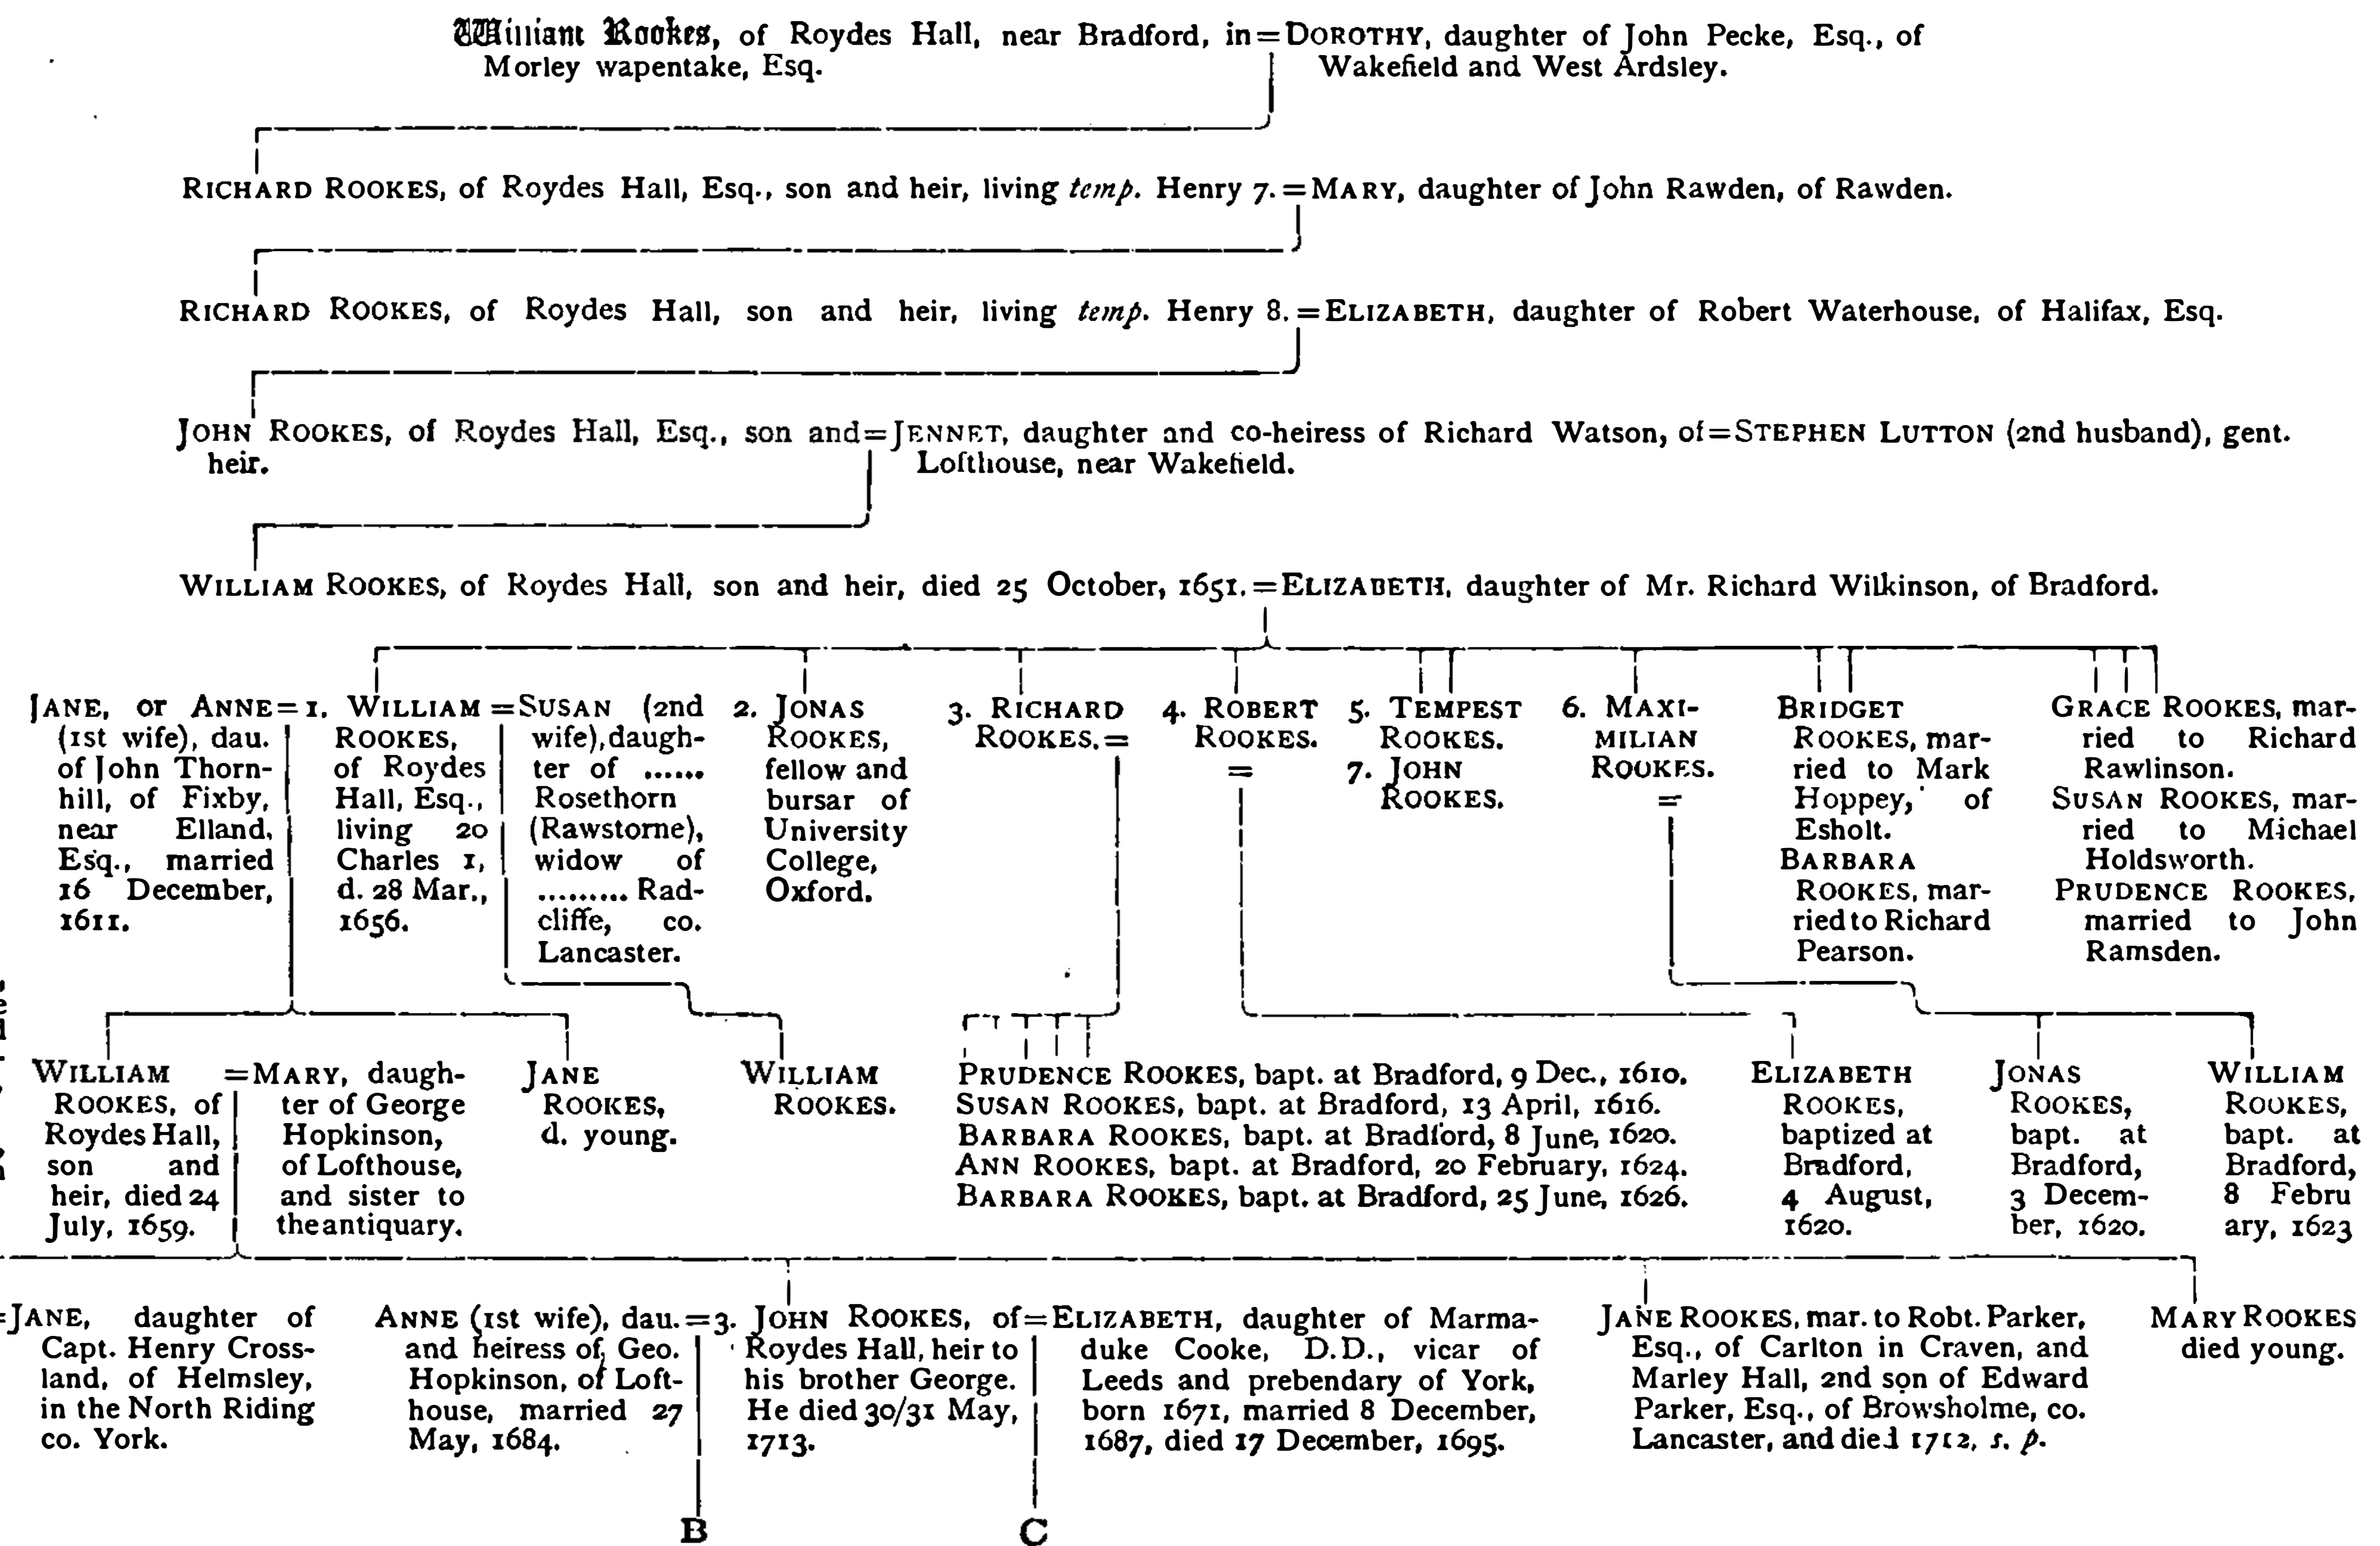 William Rookes, of Roydes Hall, near Bradford, in=DOROTHY, daughter of John Pecke, Esq., of
Morley wapentake, Esq.
Wakefield and West Ardsley.
RICHARD ROOKES, of Roydes Hall, Esq., son and heir, living temp. Henry 7.=MARY, daughter of John Rawden, of Rawden.
RICHARD ROOKES, of Roydes Hall, son and heir, living temp. Henry 8.=ELIZABETH, daughter of Robert Waterhouse, of Halifax, Esq.
JOHN ROOKES, of Roydes Hall, Esq., son and=JENNET, daughter and co-heiress of Richard Watson, of=STEPHEN LUTTON (2nd husband), gent.
heir.
Lofthouse, near Wakefield.
WILLIAM ROOKES, of Roydes Hall, son and heir, died 25 October, 1651.=ELIZABETH, daughter of Mr. Richard Wilkinson, of Bradford.
JANE, or ANNE=
(1st wife), dau.
of John Thorn-
hill, of Fixby,
near Elland,
Esq., married
16 December,
1611.
1. WILLIAM=
ROOKES,
of Roydes
Hall, Esq.,
living 20
Charles 1,
d. 28 Mar.,
1656.
SUSAN (2nd
wife), daugh-
ter of ......
Rosethorn
(Rawstorne),
widow of
......... Rad-
cliffe, co.
Lancaster.
2. JONAS
ROOKES,
fellow and
bursar of
University
College,
Oxford.
3. RICHARD
ROOKES.=
4. ROBERT
ROOKES.
=
5. TEMPEST
ROOKES.
7. JOHN
ROOKES.
6. MAXI-
MILIAN
ROOKES.
=
BRIDGET
ROOKES, mar-
ried to Mark
Hoppey, of
Esholt.
BARBARA
ROOKES, mar-
ried to Richard
Pearson.
GRACE ROOKES, mar-
ried to Richard
Rawlinson.
SUSAN ROOKES, mar-
ried to Michael
Holdsworth.
PRUDENCE ROOKES,
married to John
Ramsden.
WILLIAM
ROOKES, of
Roydes Hall,
son and
heir, died 24
July, 1659.
=MARY, daugh-
ter of George
Hopkinson,
of Lofthouse,
and sister to
the antiquary.
JANE
ROOKES,
d. young.
WILLIAM
ROOKES.
PRUDENCE ROOKES, bapt. at Bradford, 9 Dec., 1610.
SUSAN ROOKES, bapt. at Bradford, 13 April, 1616.
BARBARA ROOKES, bapt. at Bradford, 8 June, 1620.
ANN ROOKES, bapt. at Bradford, 20 February, 1624.
BARBARA ROOKES, bapt. at Bradford, 25 June, 1626.
ELIZABETH
ROOKES,
baptized at
Bradford,
4 August,
1620.
JONAS
ROOKES,
bapt. at
Bradford,
3 Decem-
ber, 1620.
WILLIAM
ROOKES,
bapt. at
Bradford,
8 Febru
ary, 1623
=JANE, daughter of
Capt. Henry Cross-
land, of Helmsley,
in the North Riding
co. York.
ANNE (1st wife), dau.=
and heiress of Geo.
Hopkinson, of Loft-
house, married 27
May, 1684.
3. JOHN ROOKES, of=
Roydes Hall, heir to
his brother George.
He died 30/31 May,
1713.
ELIZABETH, daughter of Marma-
duke Cooke, D.D., vicar of
Leeds and prebendary of York,
born 1671, married 8 December,
1687, died 17 December, 1695.
JANE ROOKES, mar. to Robt. Parker,
Esq., of Carlton in Craven, and
Marley Hall, 2nd son of Edward
Parker, Esq., of Browsholme, co.
Lancaster, and died 1712, s. p.
MARY ROOKES
died young.
B
C